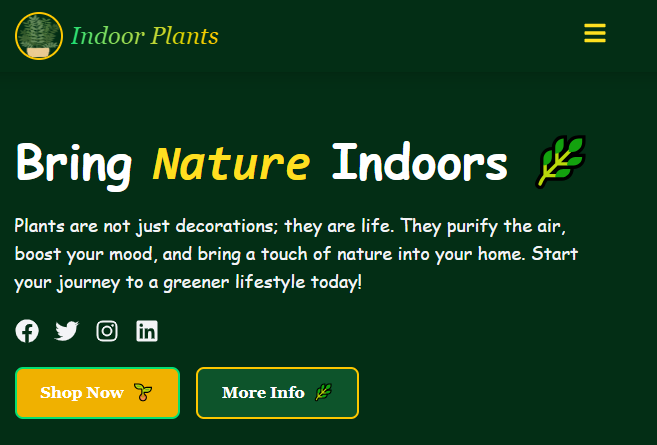 Indoor Plants
Bring Nature Indoors
Plants are not just decorations; they are life. They purify the air,
boost your mood, and bring a touch of nature into your home. Start
your journey to a greener lifestyle today!
Shop Now
More Info